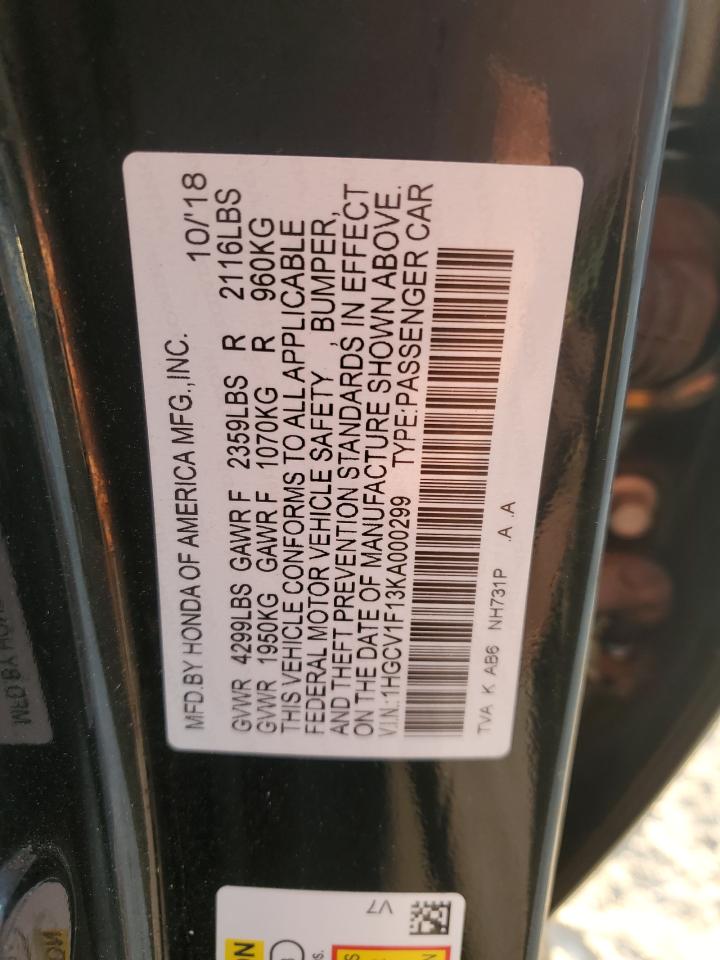 MFD.BY HONDA OF AMERICA MFG.,INC. 10/'18
GVWR 4299LBS GAWR F 2359LBS R 2116LBS
GVWR 1950KG GAWR F 1070KG R 960KG
THIS VEHICLE CONFORMS TO ALL APPLICABLE
FEDERAL MOTOR VEHICLE SAFETY , BUMPER,
AND THEFT PREVENTION STANDARDS IN EFFECT
ON THE DATE OF MANUFACTURE SHOWN ABOVE.
V.I.N.:1HGCV1F13KA000299 TYPE:PASSENGER CAR
TVA K AB6 NH731P .A .A
V7